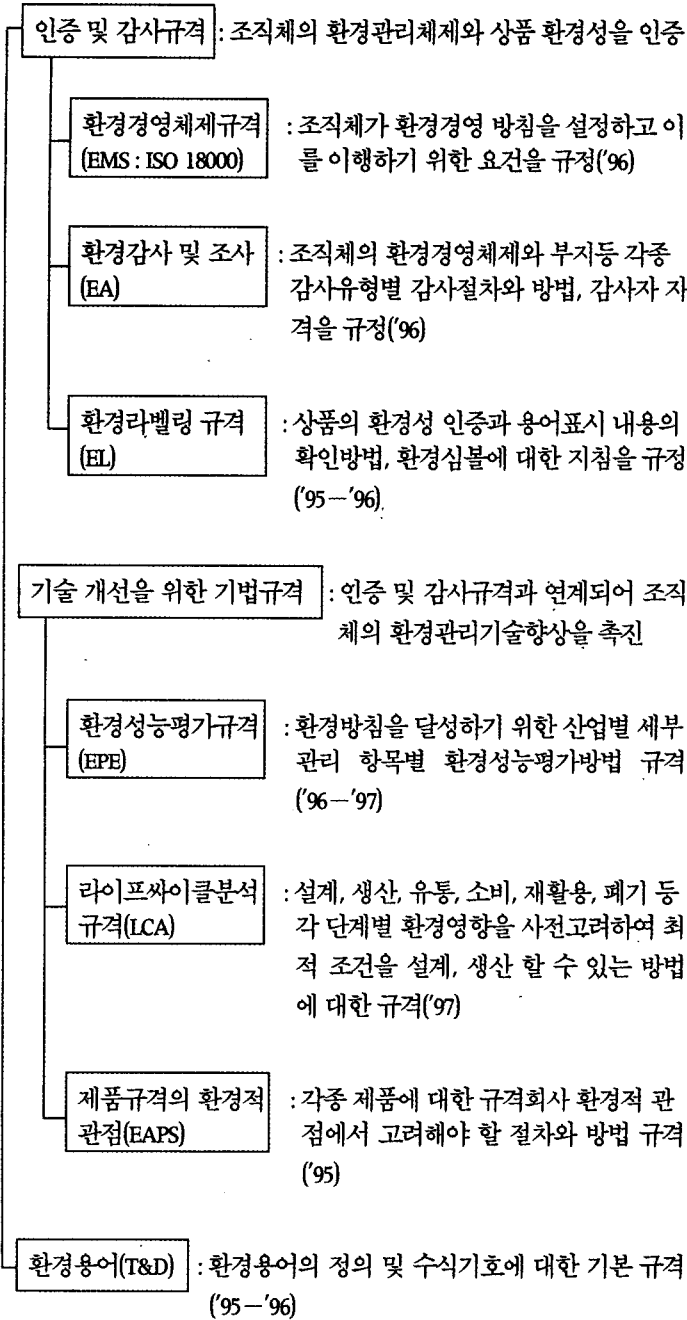 인증 및 감사규격 : 조직체의 환경관리체제와 상품 환경성을 인증
환경경영체제규격 : 조직체가 환경경영 방침을 설정하고 이
(EMS : ISO 18000) 를 이행하기 위한 요건을 규정('96)
환경감사 및 조사 : 조직체의 환경경영체제와 부지등 각종
(EA) 감사유형별 감사절차와 방법, 감사자 자
격을 규정('96)
환경라벨링 규격 : 상품의 환경성 인증과 용어표시 내용의
(EL) 확인방법, 환경심볼에 대한 지침을 규정
('95-'96)
기술 개선을 위한 기법규격 : 인증 및 감사규격과 연계되어 조직
체의 환경관리기술향상을 촉진
환경성능평가규격 : 환경방침을 달성하기 위한 산업별 세부
(EPE) 관리 항목별 환경성능평가방법 규격
('96-'97)
라이프싸이클분석 : 설계, 생산, 유통, 소비, 재활용, 폐기 등
규격(LCA) 각 단계별 환경영향을 사전고려하여 최
적 조건을 설계, 생산 할 수 있는 방법
에 대한 규격('97)
제품규격의 환경적 : 각종 제품에 대한 규격회사 환경적 관
관점(EAPS) 점에서 고려해야 할 절차와 방법 규격
('95)
환경용어(T&D) : 환경용어의 정의 및 수식기호에 대한 기본 규격
('95-'96)